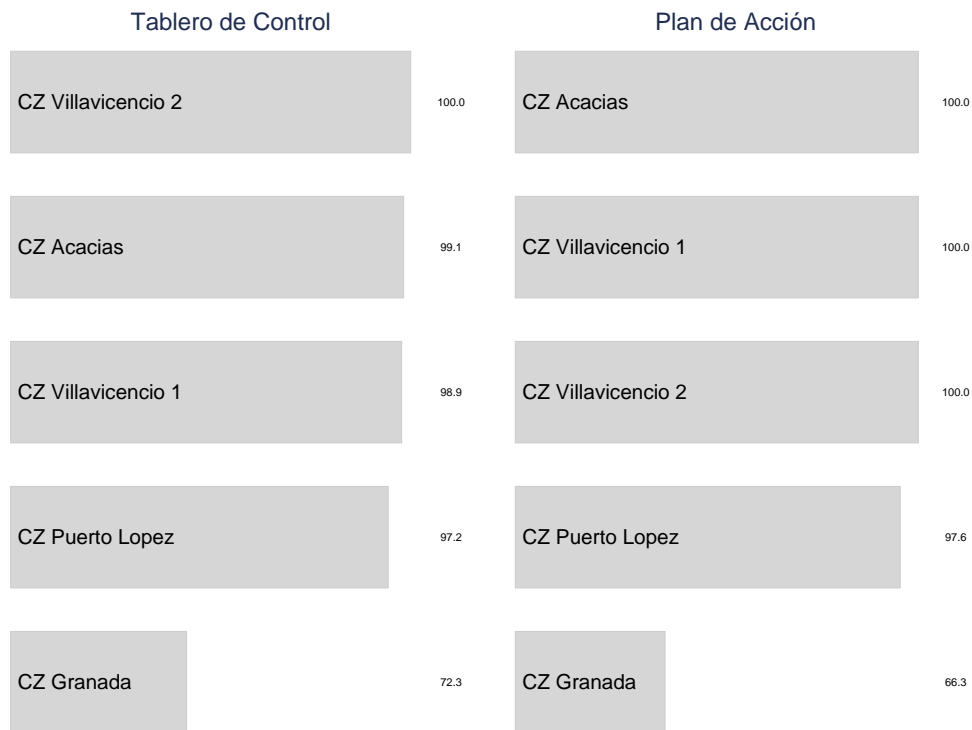 Tablero de Control
CZ Villavicencio 2 100.0
CZ Acacias 99.1
CZ Villavicencio 1 98.9
CZ Puerto Lopez 97.2
CZ Granada 72.3
Plan de Acción
CZ Acacias 100.0
CZ Villavicencio 1 100.0
CZ Villavicencio 2 100.0
CZ Puerto Lopez 97.6
CZ Granada 66.3